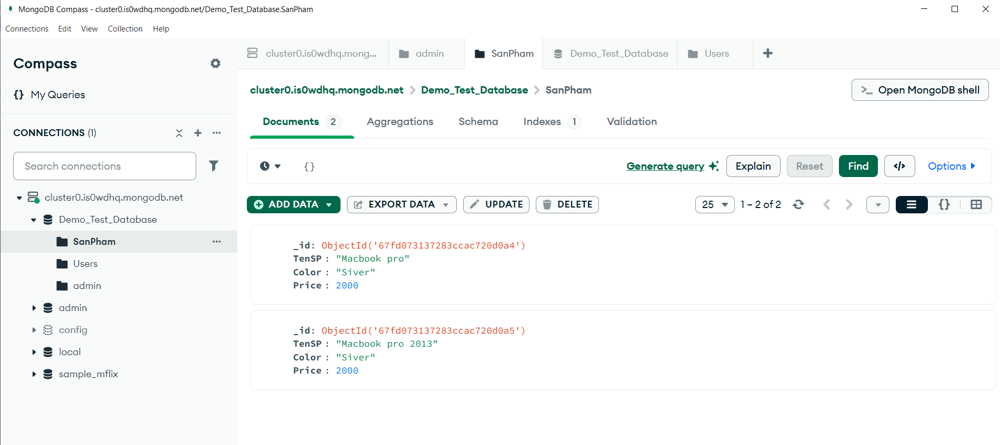 MongoDB Compass - cluster0.is0wdhq.mongodb.net/Demo_Test_Database.SanPham
Connections Edit View Collection Help
Compass
{} My Queries
CONNECTIONS (1)
Search connections
cluster0.is0wdhq.mongodb.net
Demo_Test_Database
SanPham
Users
admin
admin
config
local
sample_mflix
cluster0.is0wdhq.mong... admin SanPham Demo_Test_Database Users
cluster0.is0wdhq.mongodb.net > Demo_Test_Database > SanPham
>_ Open MongoDB shell
Documents 2 Aggregations Schema Indexes 1 Validation
{} Generate query Explain Reset Find </> Options
ADD DATA EXPORT DATA UPDATE DELETE 25 1 – 2 of 2 {}
_id: ObjectId('67fd073137283ccac720d0a4')
TenSP : "Macbook pro"
Color : "Siver"
Price : 2000
_id: ObjectId('67fd073137283ccac720d0a5')
TenSP : "Macbook pro 2013"
Color : "Siver"
Price : 2000